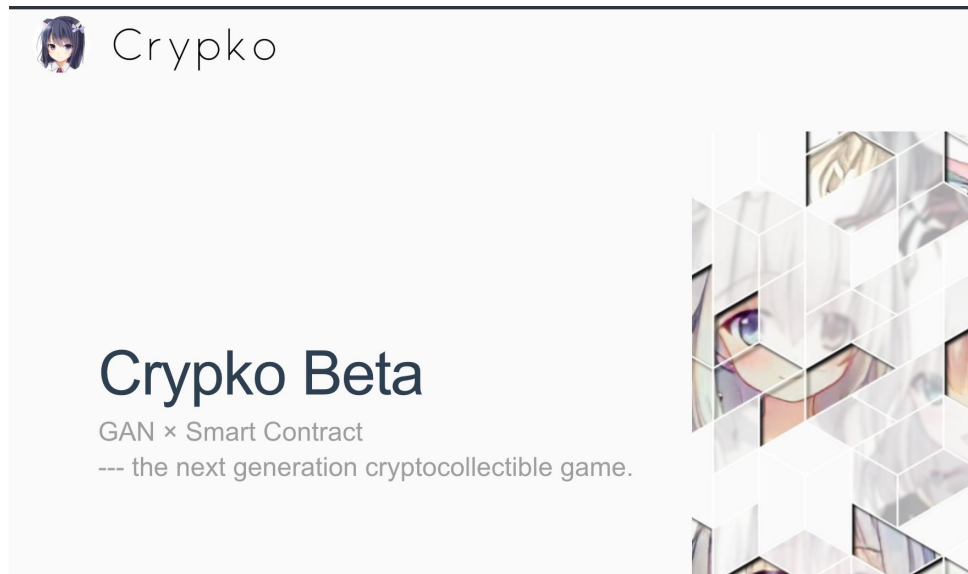 Crypko
Crypko Beta
GAN × Smart Contract
--- the next generation cryptocollectible game.